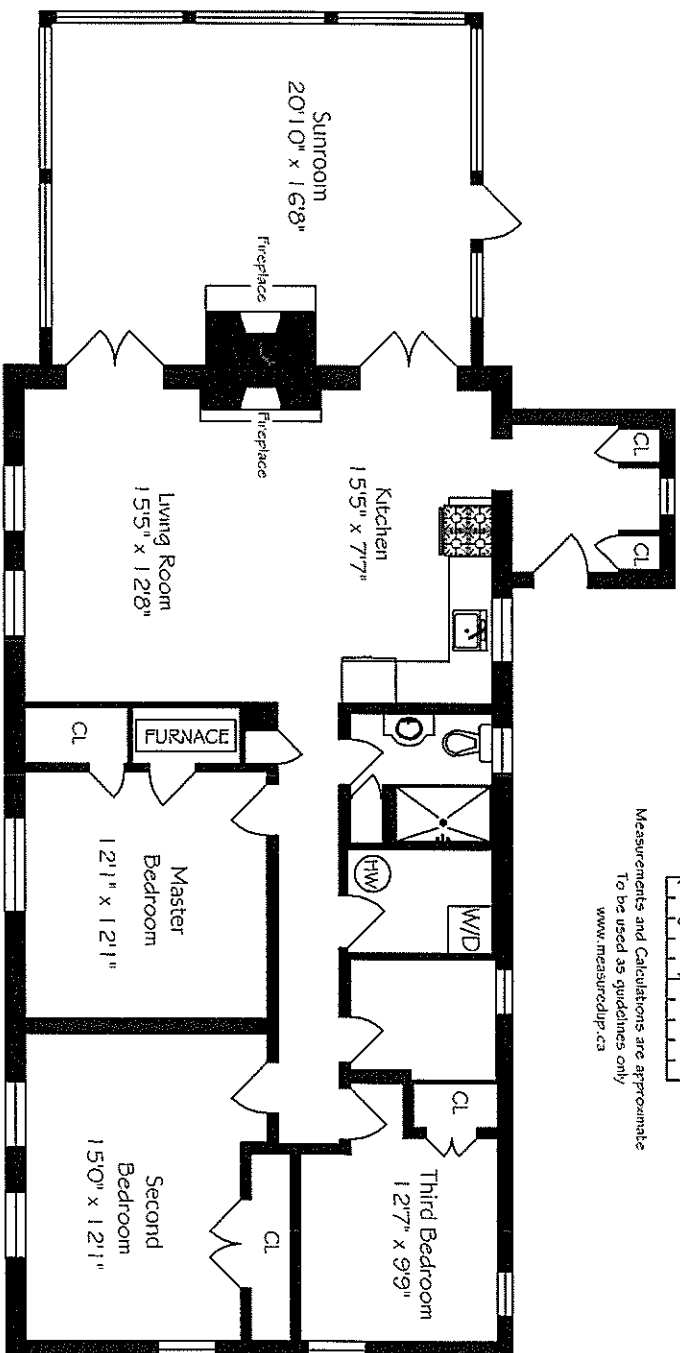 Measurements and Calculations are approximate
To be used as guidelines only
www.measuredup.ca
CL
CL
Sunroom
20'10" x 16'8"
Fireplace
Fireplace
Kitchen
15'5" x 7'7"
Living Room
15'5" x 12'8"
CL
FURNACE
HW
W/D
Master
Bedroom
12'1" x 12'1"
CL
Third Bedroom
12'7" x 9'9"
CL
Second
Bedroom
15'0" x 12'1"